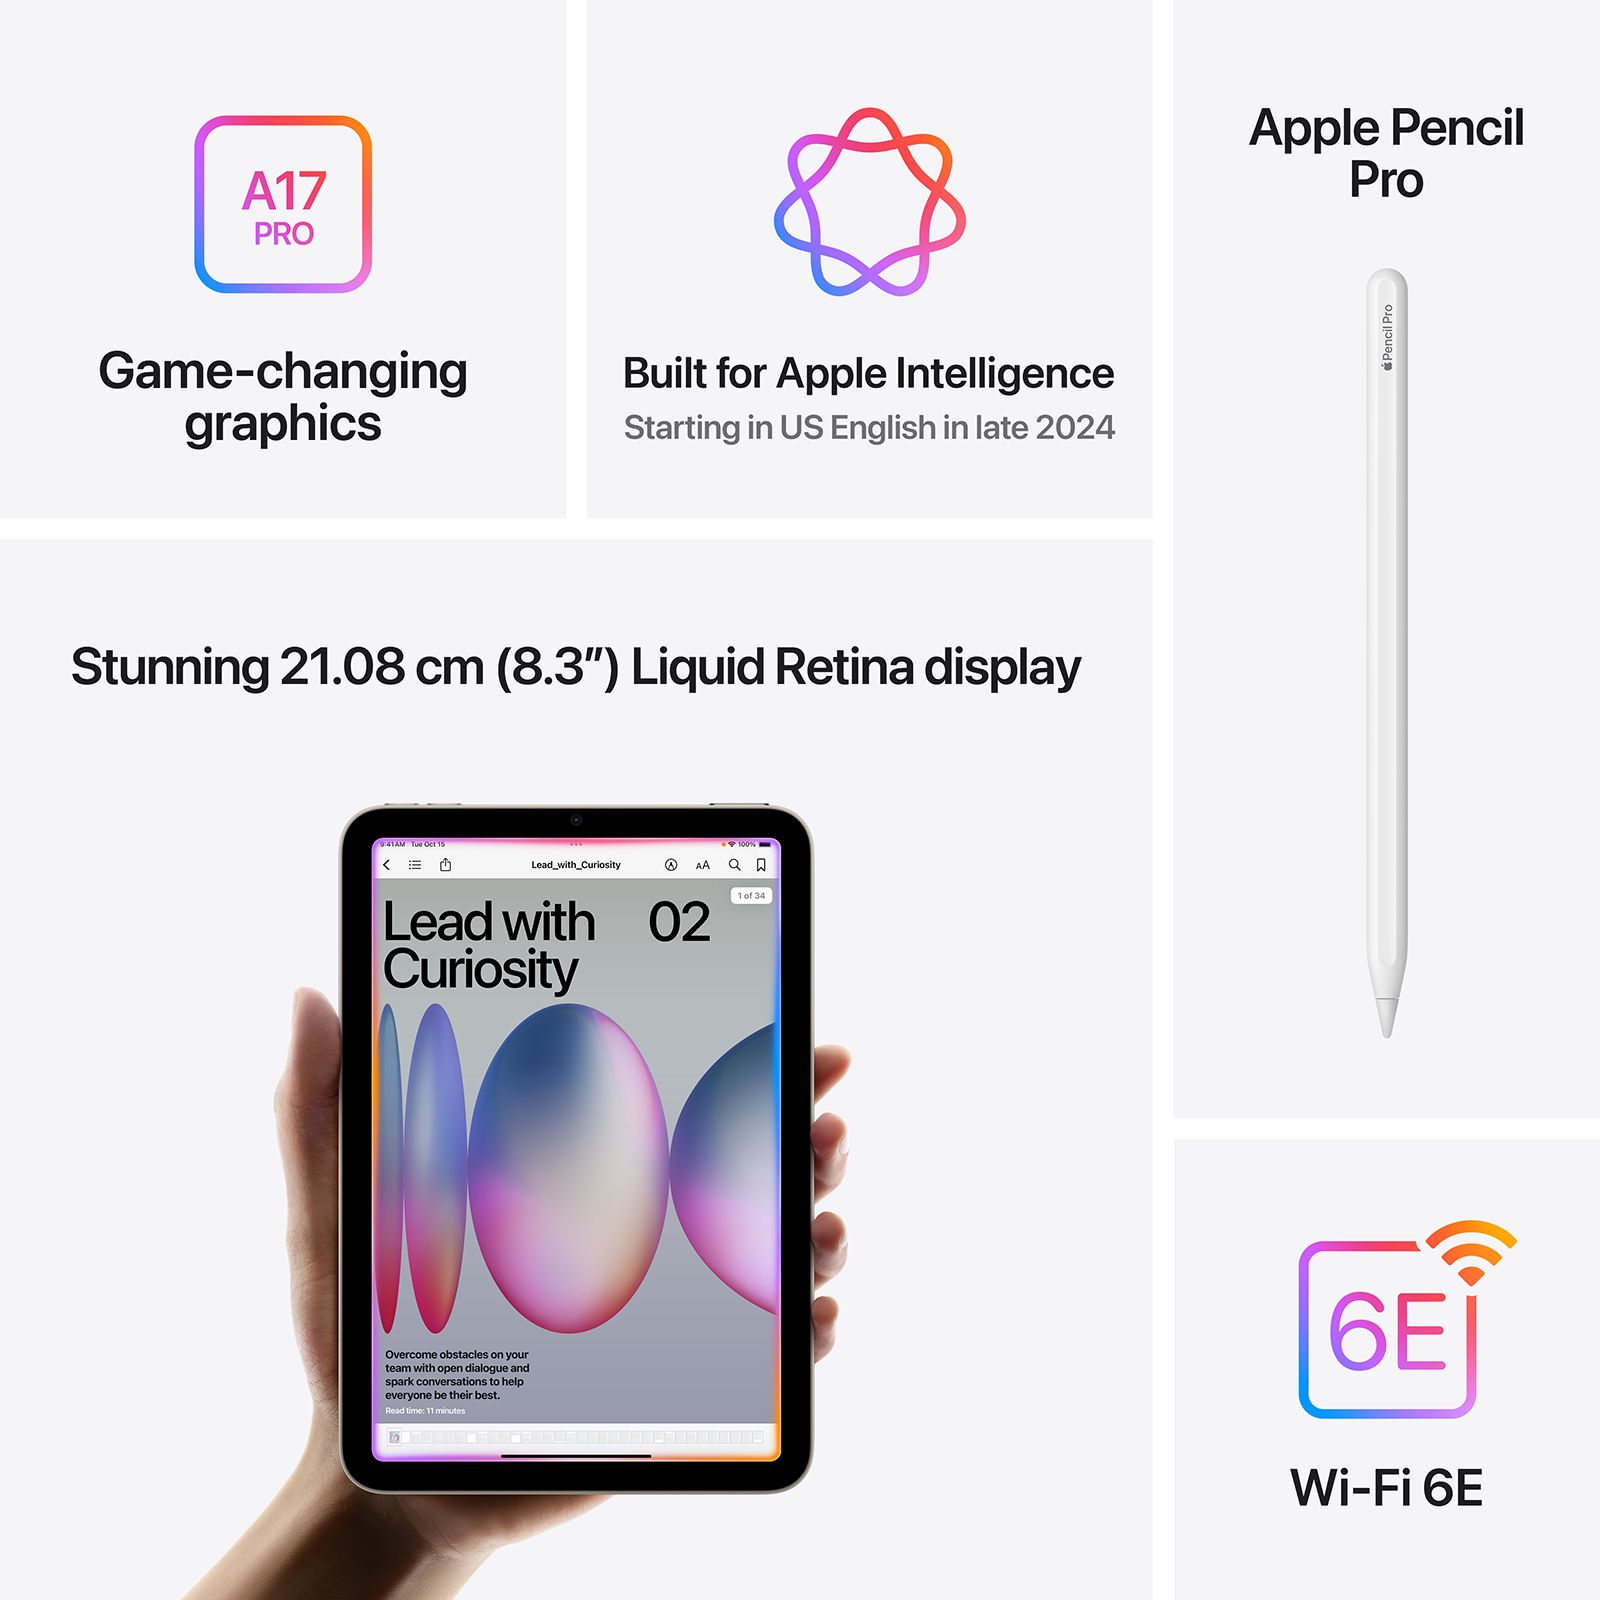 A17
PRO
Game-changing
graphics
Built for Apple Intelligence
Starting in US English in late 2024
Apple Pencil
Pro
Pencil Pro
Stunning 21.08 cm (8.3″) Liquid Retina display
9:41 AM Tue Oct 15
100%
Lead_with_Curiosity
AA
1 of 34
Lead with 02
Curiosity
Overcome obstacles on your
team with open dialogue and
spark conversations to help
everyone be their best.
Read time: 11 minutes
6E
Wi-Fi 6E